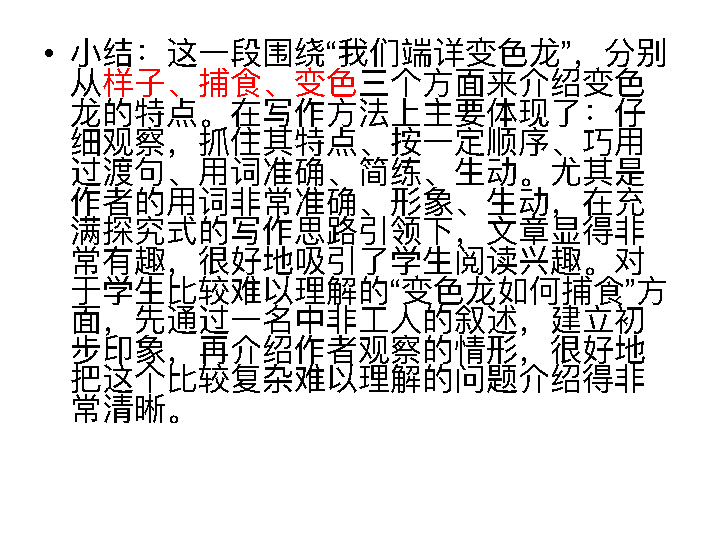 • 小结：这一段围绕“我们端详变色龙”，分别
从样子、捕食、变色三个方面来介绍变色
龙的特点。在写作方法上主要体现了：仔
细观察，抓住其特点、按一定顺序、巧用
过渡句、用词准确、简练、生动。尤其是
作者的用词非常准确、形象、生动，在充
满探究式的写作思路引领下，文章显得非
常有趣，很好地吸引了学生阅读兴趣。对
于学生比较难以理解的“变色龙如何捕食”方
面，先通过一名中非工人的叙述，建立初
步印象，再介绍作者观察的情形，很好地
把这个比较复杂难以理解的问题介绍得非
常清晰。